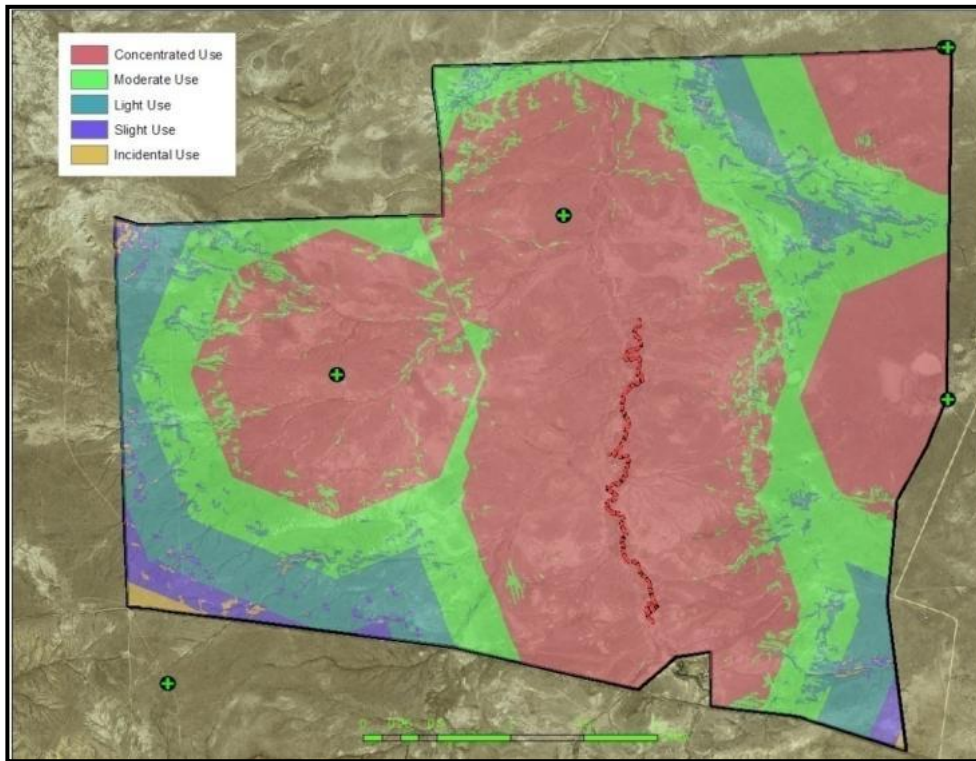 Concentrated Use
Moderate Use
Light Use
Slight Use
Incidental Use